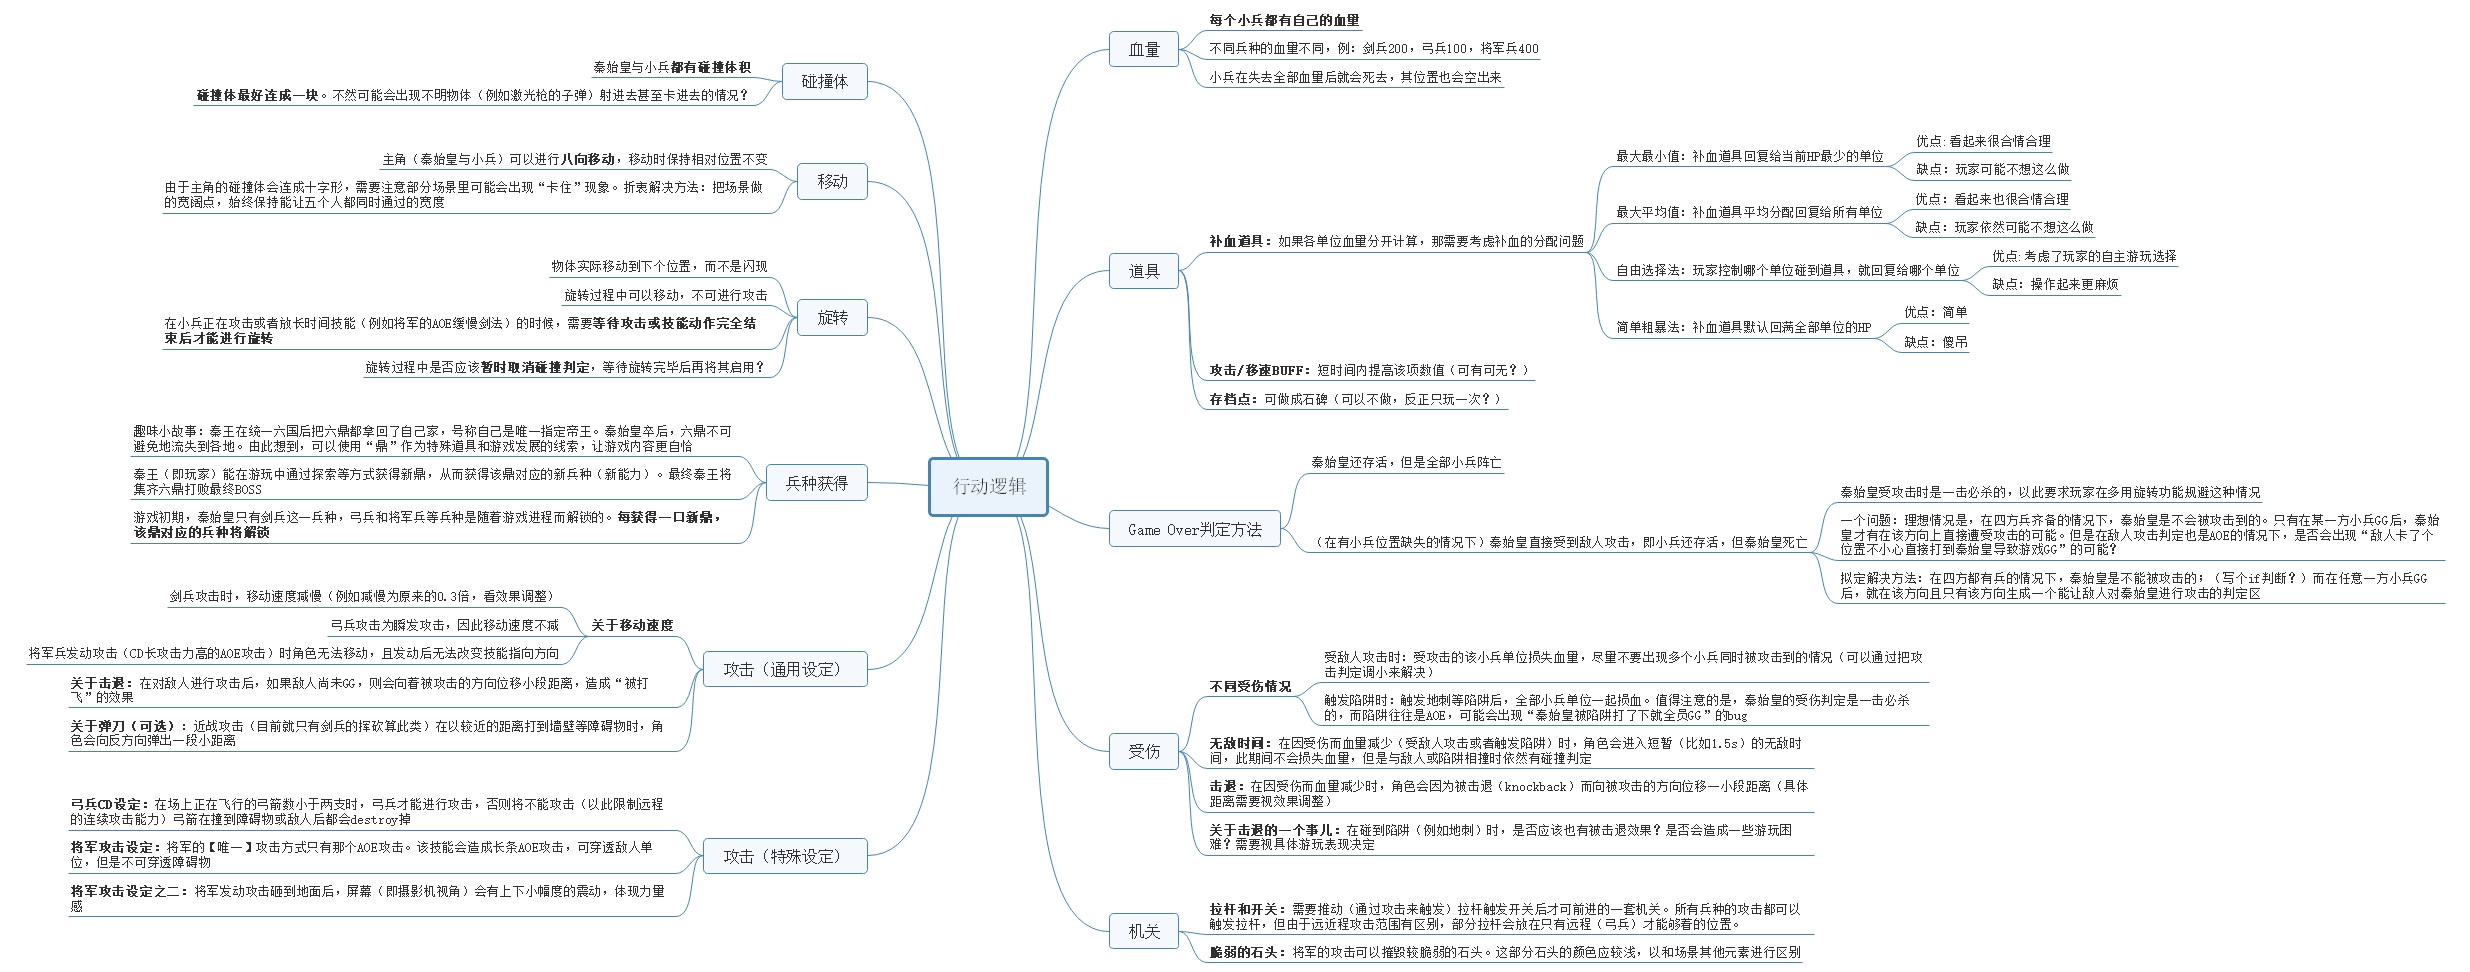 行动逻辑
碰撞体
秦始皇与小兵都有碰撞体积
碰撞体最好连成一块。不然可能会出现不明物体（例如激光枪的子弹）射进去甚至卡进去的情况？
移动
主角（秦始皇与小兵）可以进行八向移动，移动时保持相对位置不变
由于主角的碰撞体会连成十字形，需要注意部分场景里可能会出现“卡住”现象。折衷解决方法：把场景做
的宽阔点，始终保持能让五个人都同时通过的宽度
旋转
物体实际移动到下个位置，而不是闪现
旋转过程中可以移动，不可进行攻击
在小兵正在攻击或者放长时间技能（例如将军的AOE缓慢剑法）的时候，需要等待攻击或技能动作完全结
束后才能进行旋转
旋转过程中是否应该暂时取消碰撞判定，等待旋转完毕后再将其启用？
兵种获得
趣味小故事：秦王在统一六国后把六鼎都拿回了自己家，号称自己是唯一指定帝王。秦始皇卒后，六鼎不可
避免地流失到各地。由此想到，可以使用“鼎”作为特殊道具和游戏发展的线索，让游戏内容更自恰
秦王（即玩家）能在游玩中通过探索等方式获得新鼎，从而获得该鼎对应的新兵种（新能力）。最终秦王将
集齐六鼎打败最终BOSS
游戏初期，秦始皇只有剑兵这一兵种，弓兵和将军兵等兵种是随着游戏进程而解锁的。每获得一口新鼎，
该鼎对应的兵种将解锁
攻击（通用设定）
关于移动速度
剑兵攻击时，移动速度减慢（例如减慢为原来的0.3倍，看效果调整）
弓兵攻击为瞬发攻击，因此移动速度不减
将军兵发动攻击（CD长攻击力高的AOE攻击）时角色无法移动，且发动后无法改变技能指向方向
关于击退：在对敌人进行攻击后，如果敌人尚未GG，则会向着被攻击的方向位移小段距离，造成“被打
飞”的效果
关于弹刀（可选）：近战攻击（目前就只有剑兵的挥砍算此类）在以较近的距离打到墙壁等障碍物时，角
色会向反方向弹出一段小距离
攻击（特殊设定）
弓兵CD设定：在场上正在飞行的弓箭数小于两支时，弓兵才能进行攻击，否则将不能攻击（以此限制远程
的连续攻击能力）弓箭在撞到障碍物或敌人后都会destroy掉
将军攻击设定：将军的【唯一】攻击方式只有那个AOE攻击。该技能会造成长条AOE攻击，可穿透敌人单
位，但是不可穿透障碍物
将军攻击设定之二：将军发动攻击砸到地面后，屏幕（即摄影机视角）会有上下小幅度的震动，体现力量
感
血量
每个小兵都有自己的血量
不同兵种的血量不同，例：剑兵200，弓兵100，将军兵400
小兵在失去全部血量后就会死去，其位置也会空出来
道具
补血道具：如果各单位血量分开计算，那需要考虑补血的分配问题
最大最小值：补血道具回复给当前HP最少的单位
优点：看起来很合情合理
缺点：玩家可能不想这么做
最大平均值：补血道具平均分配回复给所有单位
优点：看起来也很合情合理
缺点：玩家依然可能不想这么做
自由选择法：玩家控制哪个单位碰到道具，就回复给哪个单位
优点：考虑了玩家的自主游玩选择
缺点：操作起来更麻烦
简单粗暴法：补血道具默认回满全部单位的HP
优点：简单
缺点：傻吊
攻击/移速BUFF：短时间内提高该项数值（可有可无？）
存档点：可做成石碑（可以不做，反正只玩一次？）
Game Over判定方法
秦始皇还存活，但是全部小兵阵亡
（在有小兵位置缺失的情况下）秦始皇直接受到敌人攻击，即小兵还存活，但秦始皇死亡
秦始皇受攻击时是一击必杀的，以此要求玩家在多用旋转功能规避这种情况
一个问题：理想情况是，在四方兵齐备的情况下，秦始皇是不会被攻击到的。只有在某一方小兵GG后，秦始
皇才有在该方向上直接遭受攻击的可能。但是在敌人攻击判定也是AOE的情况下，是否会出现“敌人卡了个
位置不小心直接打到秦始皇导致游戏GG”的可能？
拟定解决方法：在四方都有兵的情况下，秦始皇是不能被攻击的；（写个if判断？）而在任意一方小兵GG
后，就在该方向且只有该方向生成一个能让敌人对秦始皇进行攻击的判定区
受伤
不同受伤情况
受敌人攻击时：受攻击的该小兵单位损失血量，尽量不要出现多个小兵同时被攻击到的情况（可以通过把攻
击判定调小来解决）
触发陷阱时：触发地刺等陷阱后，全部小兵单位一起损血。值得注意的是，秦始皇的受伤判定是一击必杀
的，而陷阱往往是AOE，可能会出现“秦始皇被陷阱打了下就全员GG”的bug
无敌时间：在因受伤而血量减少（受敌人攻击或者触发陷阱）时，角色会进入短暂（比如1.5s）的无敌时
间，此期间不会损失血量，但是与敌人或陷阱相撞时依然有碰撞判定
击退：在因受伤而血量减少时，角色会因为被击退（knockback）而向被攻击的方向位移一小段距离（具体
距离需要视效果调整）
关于击退的一个事儿：在碰到陷阱（例如地刺）时，是否应该也有被击退效果？是否会造成一些游玩困
难？需要视具体游玩表现决定
机关
拉杆和开关：需要推动（通过攻击来触发）拉杆触发开关后才可前进的一套机关。所有兵种的攻击都可以
触发拉杆，但由于远近程攻击范围有区别，部分拉杆会放在只有远程（弓兵）才能够着的位置。
脆弱的石头：将军的攻击可以摧毁较脆弱的石头。这部分石头的颜色应较浅，以和场景其他元素进行区别